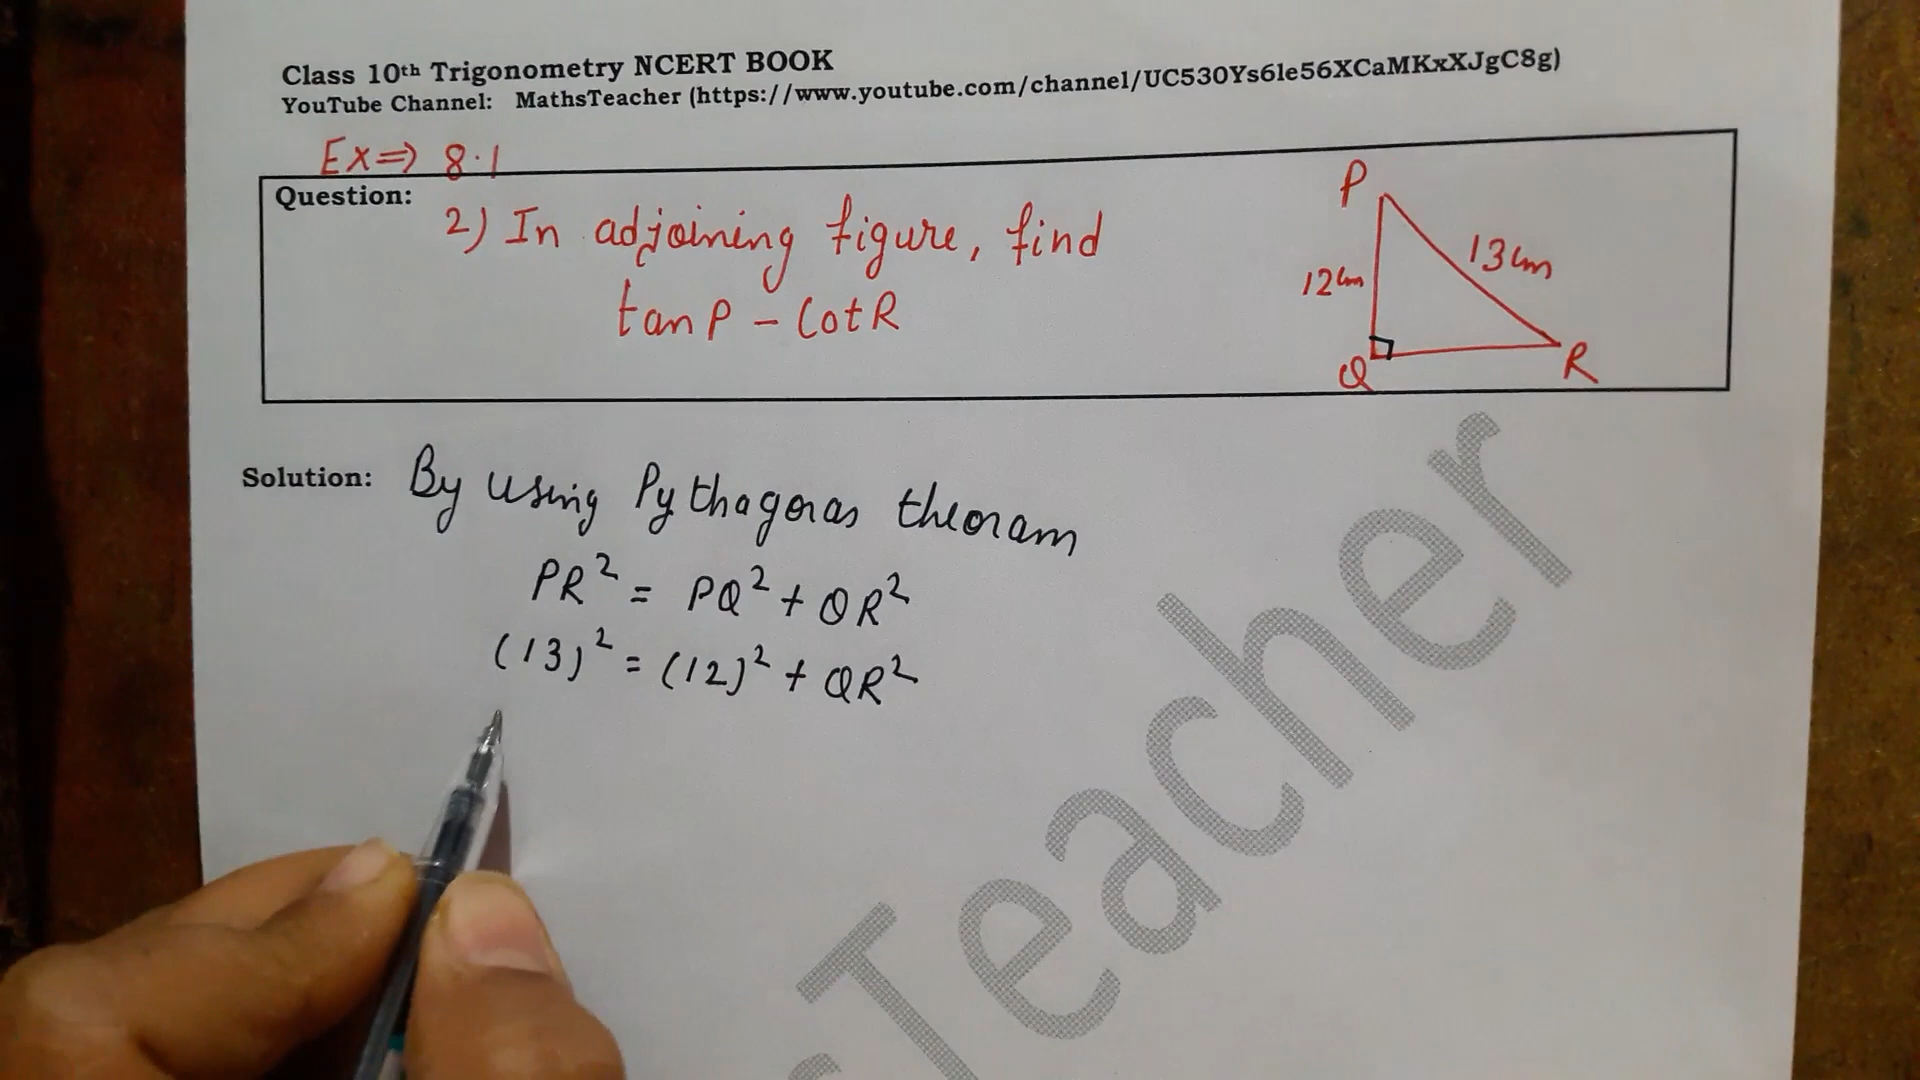 Class 10th Trigonometry NCERT BOOK
YouTube Channel: MathsTeacher (https://www.youtube.com/channel/UC530Ys6le56XCaMKxXJgC8g)
Ex⇒ 8.1
Question:
2) In adjoining figure, find
tan P - Cot R
P
12cm
13cm
Q
R
Solution: By using Pythagoras theoram
PR² = PQ² + QR²
(13)² = (12)² + QR²
Teacher